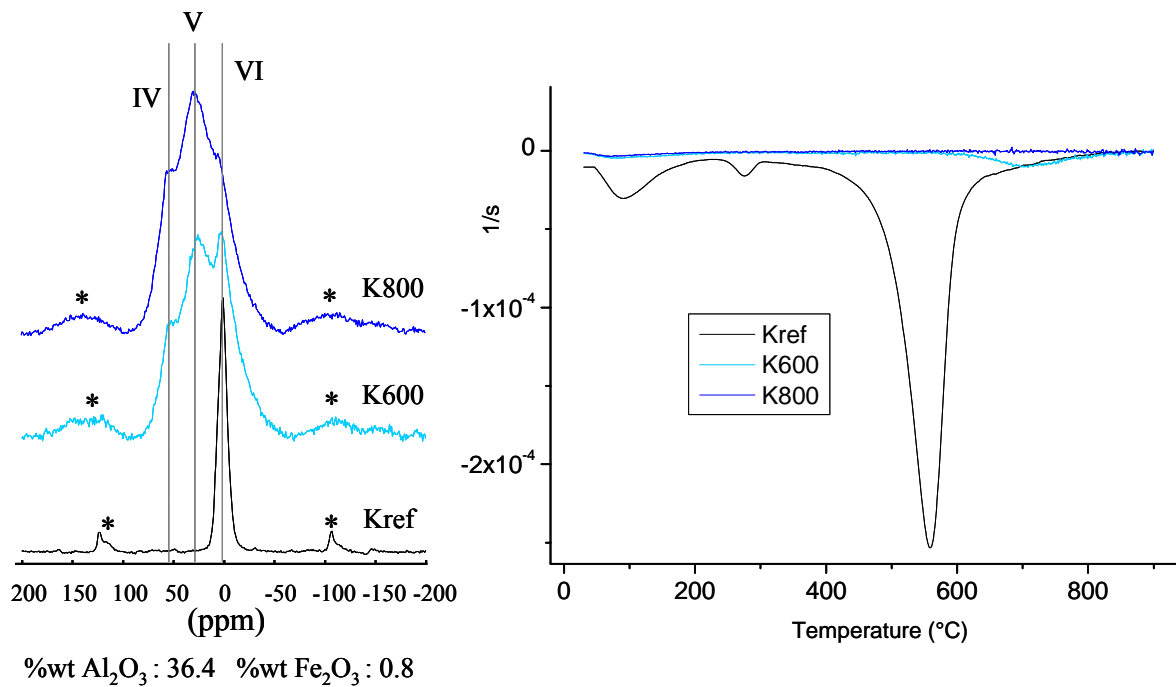 V
IV
VI
*
*
K800
*
*
K600
*
*
Kref
200 150 100 50 0 -50 -100 -150 -200
(ppm)
%wt Al₂O₃ : 36.4 %wt Fe₂O₃ : 0.8
0
-1x10⁻⁴
-2x10⁻⁴
1/s
Kref
K600
K800
0 200 400 600 800
Temperature (°C)